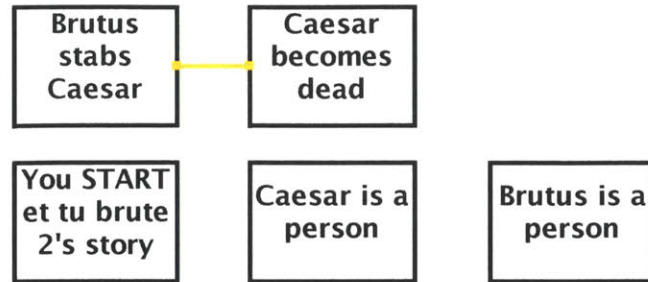 Brutus
stabs
Caesar
Caesar
becomes
dead
You START
et tu brute
2's story
Caesar is a
person
Brutus is a
person